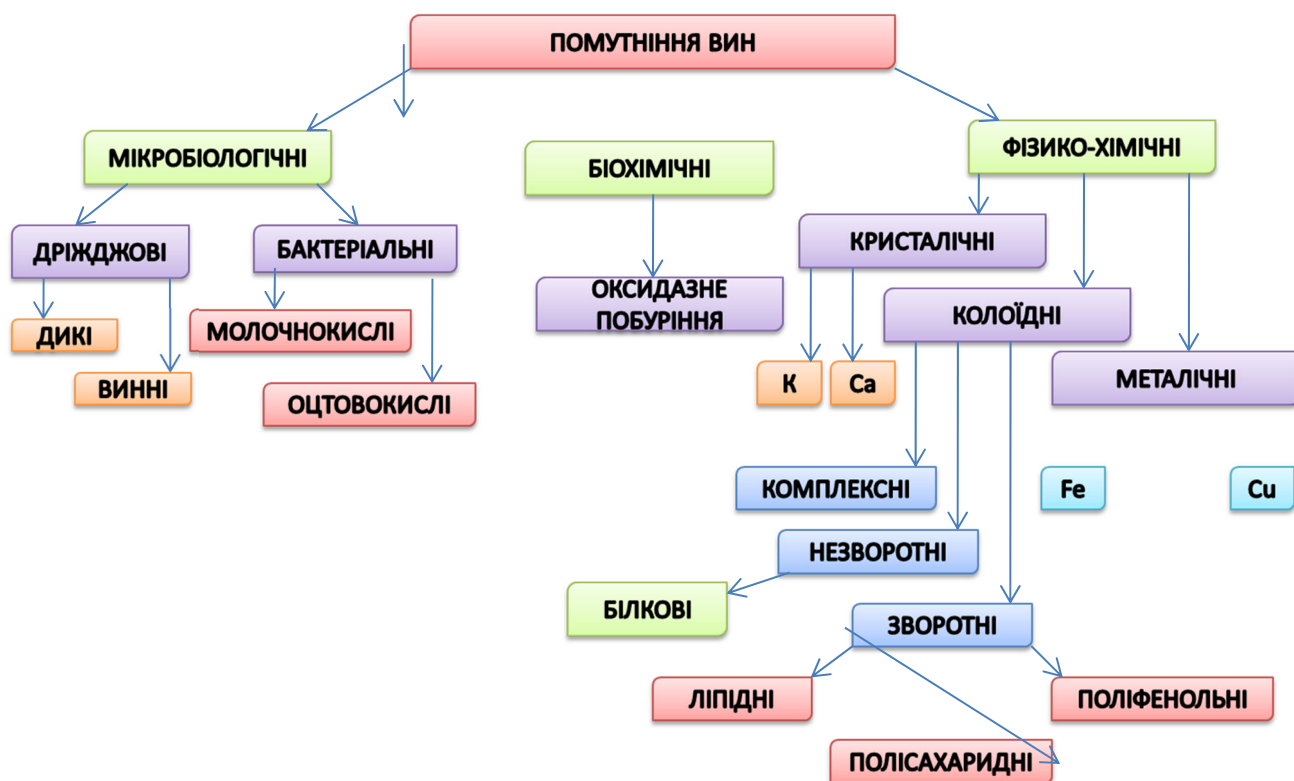 ПОМУТНІННЯ ВИН
МІКРОБІОЛОГІЧНІ
БІОХІМІЧНІ
ФІЗИКО-ХІМІЧНІ
ДРІЖДЖОВІ
БАКТЕРІАЛЬНІ
КРИСТАЛІЧНІ
ОКСИДАЗНЕ
ПОБУРІННЯ
КОЛОЇДНІ
ДИКІ
МОЛОЧНОКИСЛІ
МЕТАЛІЧНІ
ВИННІ
ОЦТОВОКИСЛІ
К
Са
КОМПЛЕКСНІ
Fe
Cu
НЕЗВОРОТНІ
БІЛКОВІ
ЗВОРОТНІ
ЛІПІДНІ
ПОЛІФЕНОЛЬНІ
ПОЛІСАХАРИДНІ